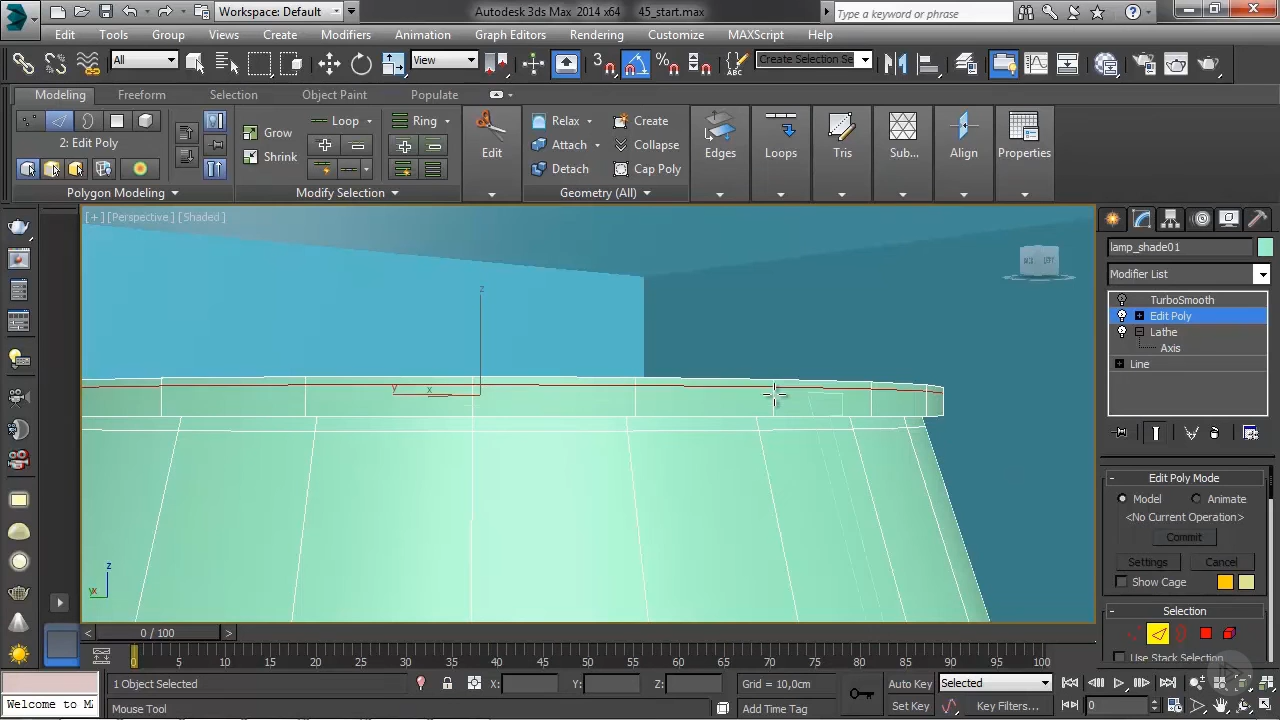 Workspace: Default
Autodesk 3ds Max 2014 x64 45_start.max
Type a keyword or phrase
Edit Tools Group Views Create Modifiers Animation Graph Editors Rendering Customize MAXScript Help
All View 3 Create Selection Se
Modeling Freeform Selection Object Paint Populate
2: Edit Poly
Polygon Modeling
Grow
Shrink
Loop
Ring
Modify Selection
Edit
Relax
Attach
Detach
Create
Collapse
Cap Poly
Geometry (All)
Edges
Loops
Tris
Sub...
Align
Properties
[+] [Perspective] [Shaded]
z
y x
z
yx
lamp_shade01
Modifier List
TurboSmooth
Edit Poly
Lathe
Axis
Line
- Edit Poly Mode
Model Animate
<No Current Operation>
Commit
Settings Cancel
Show Cage
- Selection
Use Stack Selection
< 0 / 100 >
0 5 10 15 20 25 30 35 40 45 50 55 60 65 70 75 80 85 90 95 100
1 Object Selected
X: Y: Z:
Grid = 10,0cm
Auto Key Selected
Welcome to M
Mouse Tool
Add Time Tag
Set Key Key Filters...
0